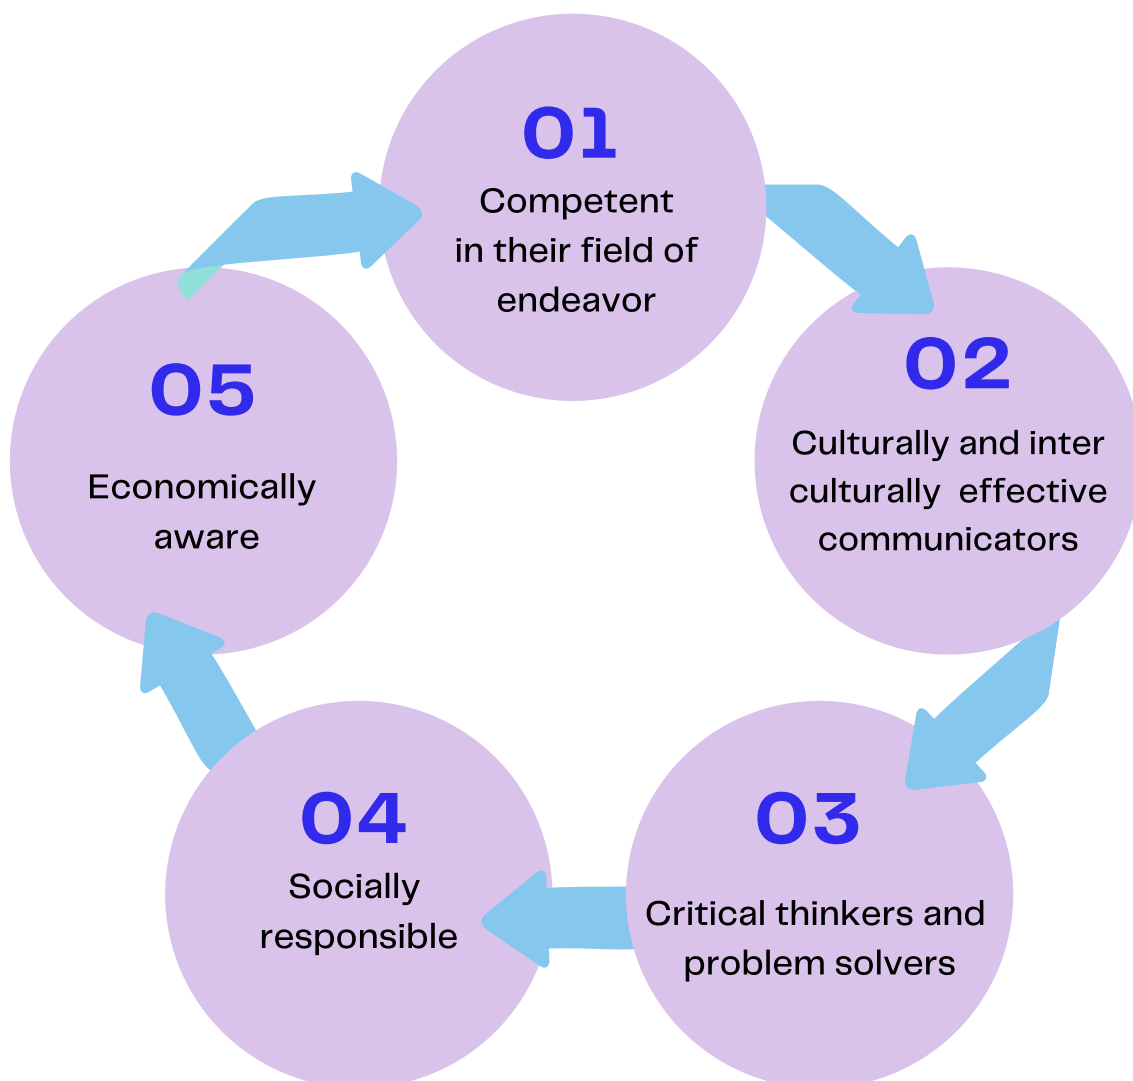 01
Competent
in their field of
endeavor
02
Culturally and inter
culturally  effective
communicators
03
Critical thinkers and
problem solvers
04
Socially
responsible
05
Economically
aware